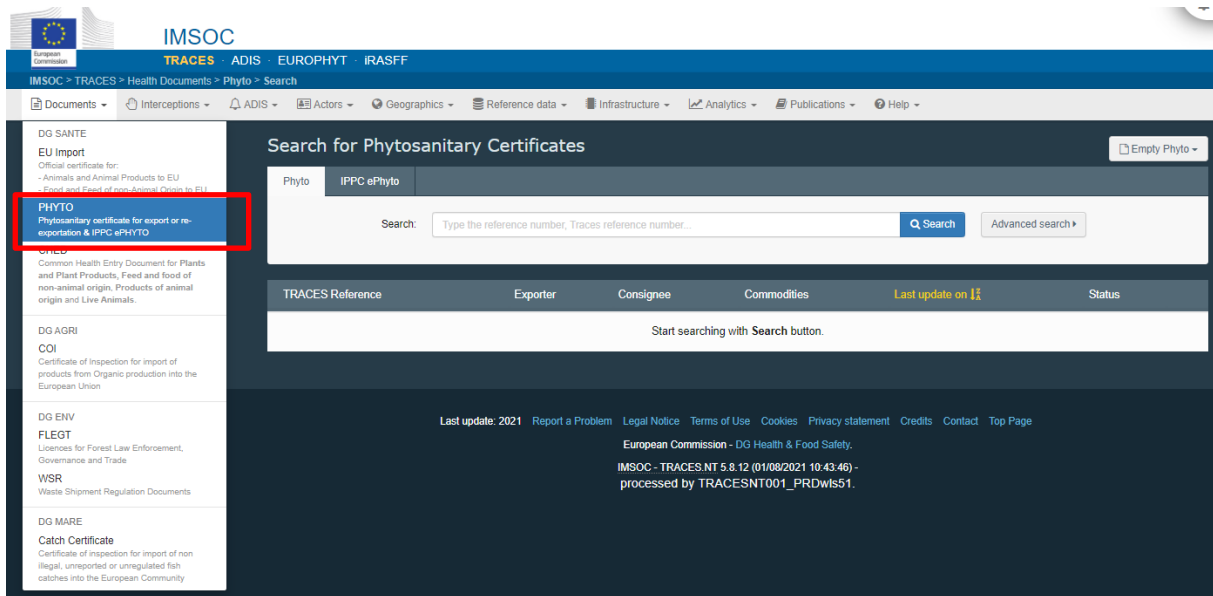 IMSOC
European
Commission
TRACES · ADIS · EUROPHYT · iRASFF
IMSOC > TRACES > Health Documents > Phyto > Search
Documents Interceptions ADIS Actors Geographics Reference data Infrastructure Analytics Publications Help
DG SANTE
EU Import
Official certificate for:
- Animals and Animal Products to EU
- Food and Feed of non-Animal Origin to EU
PHYTO
Phytosanitary certificate for export or re-
exportation & IPPC ePHYTO
CHED
Common Health Entry Document for Plants
and Plant Products, Feed and food of
non-animal origin, Products of animal
origin and Live Animals.
DG AGRI
COI
Certificate of Inspection for import of
products from Organic production into the
European Union
DG ENV
FLEGT
Licences for Forest Law Enforcement,
Governance and Trade
WSR
Waste Shipment Regulation Documents
DG MARE
Catch Certificate
Certificate of inspection for import of non
illegal, unreported or unregulated fish
catches into the European Community
Search for Phytosanitary Certificates
Empty Phyto
Phyto IPPC ePhyto
Search: Type the reference number, Traces reference number... Search Advanced search
TRACES Reference Exporter Consignee Commodities Last update on Status
Start searching with Search button.
Last update: 2021 Report a Problem Legal Notice Terms of Use Cookies Privacy statement Credits Contact Top Page
European Commission - DG Health & Food Safety.
IMSOC - TRACES.NT 5.8.12 (01/08/2021 10:43:46) -
processed by TRACESNT001_PRDwls51.